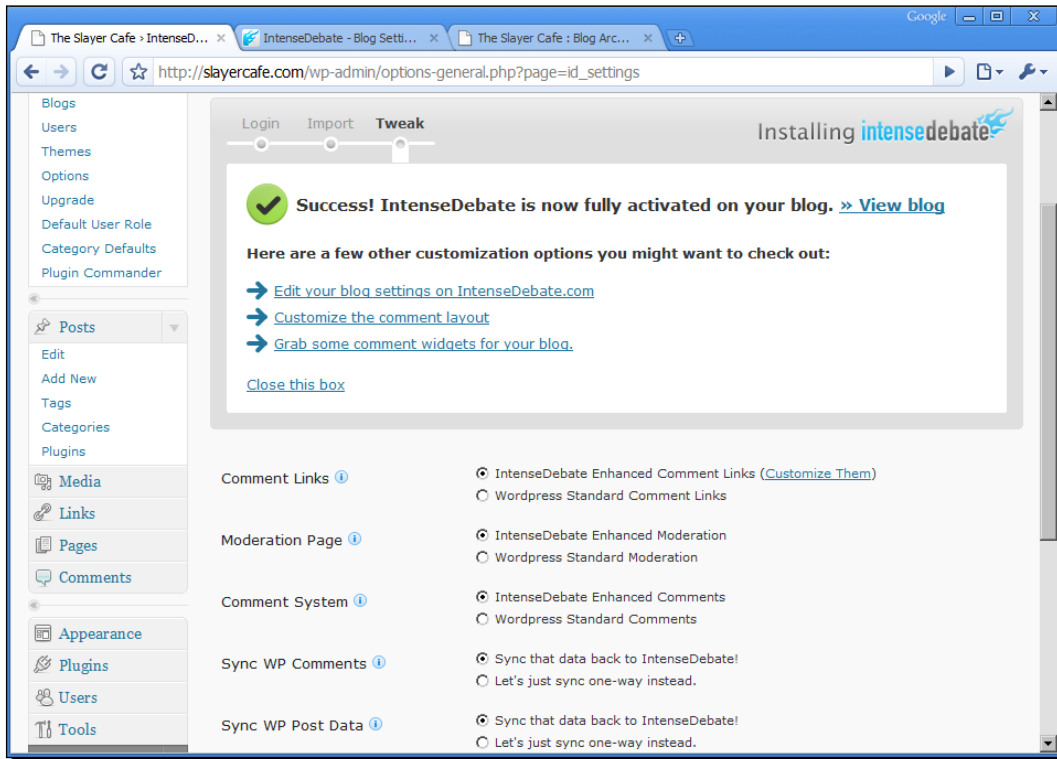 Google
The Slayer Cafe › IntenseD...
IntenseDebate - Blog Setti...
The Slayer Cafe : Blog Arc...
http://slayercafe.com/wp-admin/options-general.php?page=id_settings
Blogs
Users
Themes
Options
Upgrade
Default User Role
Category Defaults
Plugin Commander
Posts
Edit
Add New
Tags
Categories
Plugins
Media
Links
Pages
Comments
Appearance
Plugins
Users
Tools
Login Import Tweak
Installing intensedebate
Success! IntenseDebate is now fully activated on your blog. » View blog
Here are a few other customization options you might want to check out:
Edit your blog settings on IntenseDebate.com
Customize the comment layout
Grab some comment widgets for your blog.
Close this box
Comment Links
IntenseDebate Enhanced Comment Links (Customize Them)
Wordpress Standard Comment Links
Moderation Page
IntenseDebate Enhanced Moderation
Wordpress Standard Moderation
Comment System
IntenseDebate Enhanced Comments
Wordpress Standard Comments
Sync WP Comments
Sync that data back to IntenseDebate!
Let's just sync one-way instead.
Sync WP Post Data
Sync that data back to IntenseDebate!
Let's just sync one-way instead.